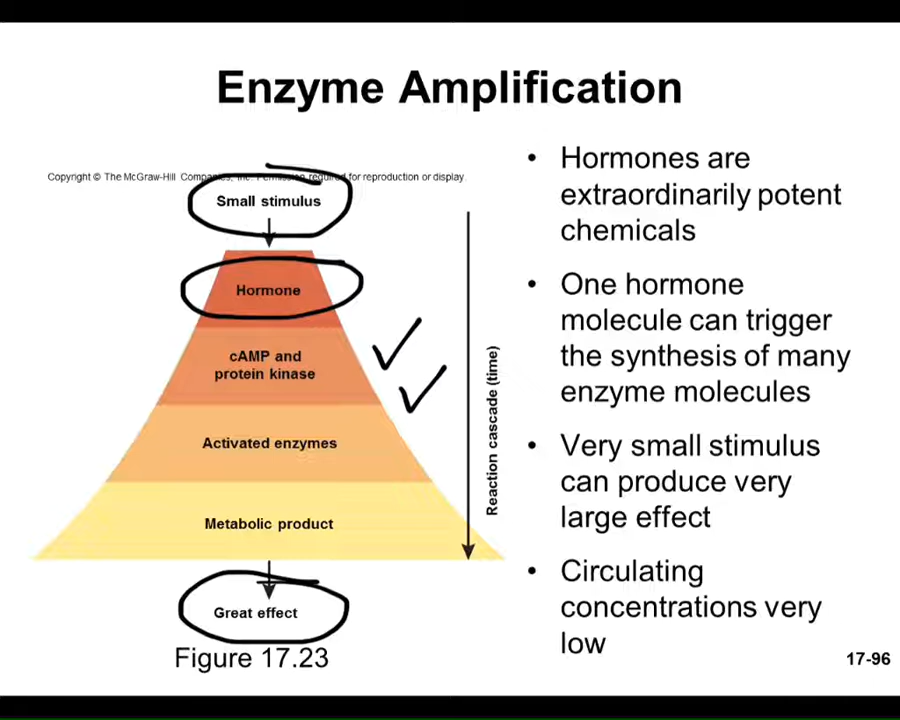 Enzyme Amplification
Copyright © The McGraw-Hill Companies, Inc. Permission required for reproduction or display.
Small stimulus
Hormone
cAMP and
protein kinase
Activated enzymes
Metabolic product
Great effect
Reaction cascade (time)
Figure 17.23
• Hormones are
extraordinarily potent
chemicals
• One hormone
molecule can trigger
the synthesis of many
enzyme molecules
• Very small stimulus
can produce very
large effect
• Circulating
concentrations very
low
17-96